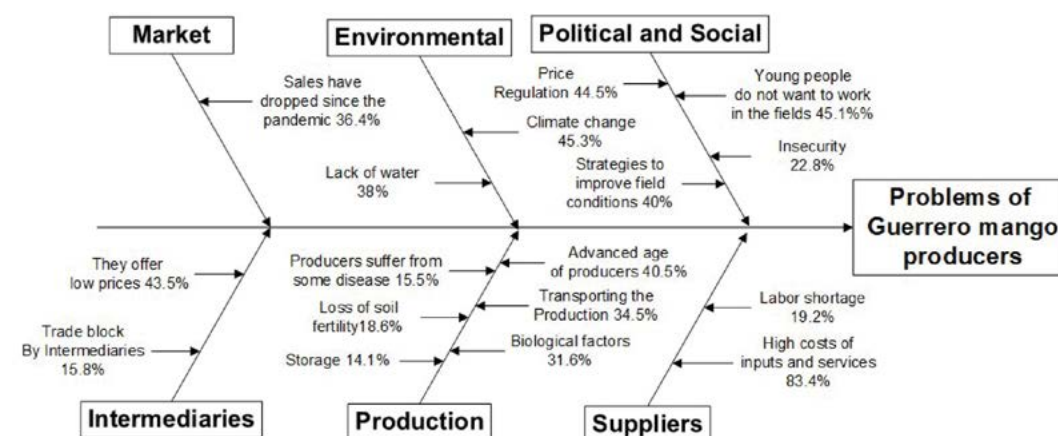 Market
Environmental
Political and Social
Sales have
dropped since the
pandemic 36.4%
Lack of water
38%
Climate change
45.3%
Price
Regulation 44.5%
Strategies to
improve field
conditions 40%
Young people
do not want to work
in the fields 45.1%%
Insecurity
22.8%
Problems of
Guerrero mango
producers
They offer
low prices 43.5%
Trade block
By Intermediaries
15.8%
Producers suffer from
some disease 15.5%
Loss of soil
fertility18.6%
Storage 14.1%
Advanced age
of producers 40.5%
Transporting the
Production 34.5%
Biological factors
31.6%
Labor shortage
19.2%
High costs of
inputs and services
83.4%
Intermediaries
Production
Suppliers